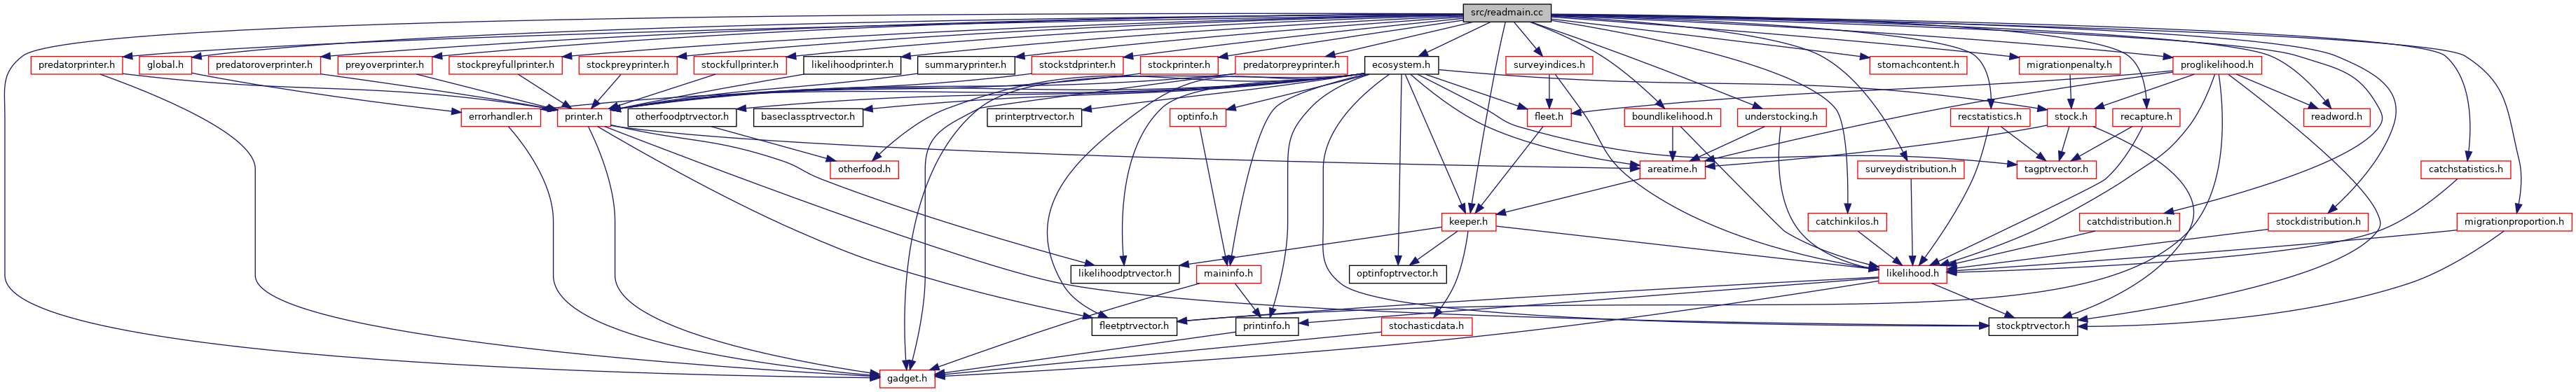 src/readmain.cc
predatorprinter.h
global.h
predatoroverprinter.h
preyoverprinter.h
stockpreyfullprinter.h
stockpreyprinter.h
stockfullprinter.h
likelihoodprinter.h
summaryprinter.h
stockstdprinter.h
stockprinter.h
predatorpreyprinter.h
ecosystem.h
surveyindices.h
stomachcontent.h
migrationpenalty.h
proglikelihood.h
errorhandler.h
printer.h
otherfoodptrvector.h
baseclassptrvector.h
printerptrvector.h
optinfo.h
fleet.h
boundlikelihood.h
understocking.h
recstatistics.h
stock.h
recapture.h
readword.h
otherfood.h
areatime.h
surveydistribution.h
tagptrvector.h
catchstatistics.h
keeper.h
catchinkilos.h
catchdistribution.h
stockdistribution.h
migrationproportion.h
likelihoodptrvector.h
maininfo.h
optinfoptrvector.h
likelihood.h
fleetptrvector.h
printinfo.h
stochasticdata.h
stockptrvector.h
gadget.h